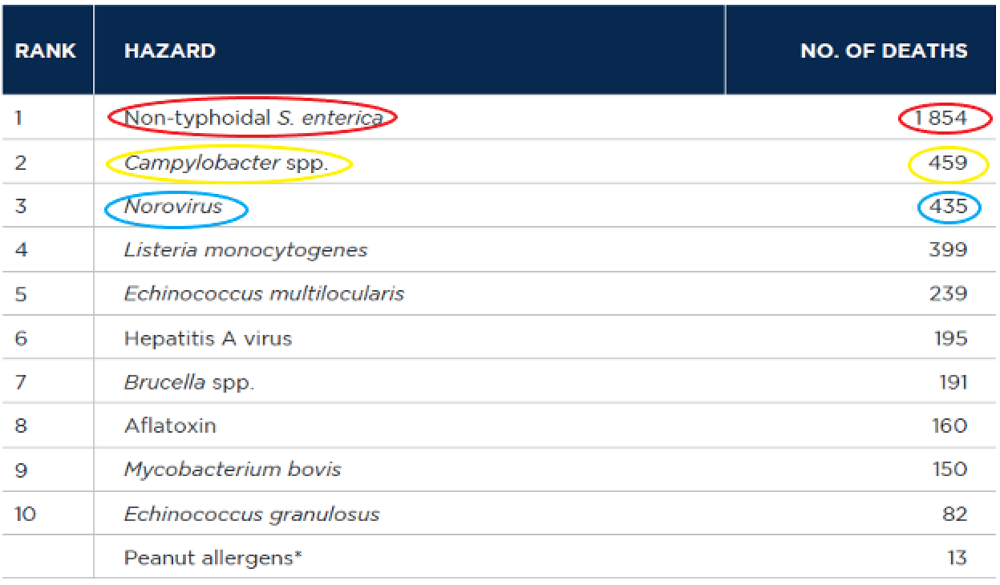 RANK HAZARD NO. OF DEATHS
1 Non-typhoidal S. enterica 1 854
2 Campylobacter spp. 459
3 Norovirus 435
4 Listeria monocytogenes 399
5 Echinococcus multilocularis 239
6 Hepatitis A virus 195
7 Brucella spp. 191
8 Aflatoxin 160
9 Mycobacterium bovis 150
10 Echinococcus granulosus 82
Peanut allergens* 13